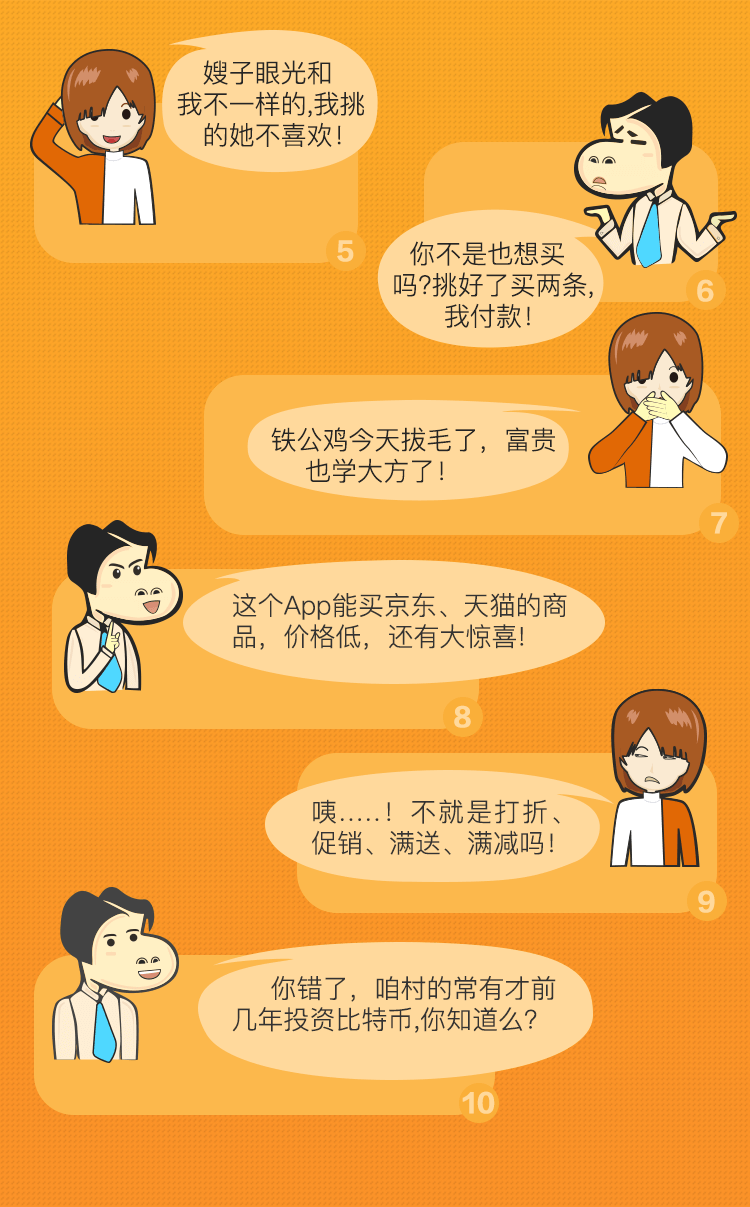 嫂子眼光和
我不一样的,我挑
的她不喜欢!
5
你不是也想买
吗?挑好了买两条,
我付款!
6
铁公鸡今天拔毛了，富贵
也学大方了!
7
这个App能买京东、天猫的商
品，价格低，还有大惊喜!
8
咦.....! 不就是打折、
促销、满送、满减吗!
9
你错了，咱村的常有才前
几年投资比特币,你知道么?
10